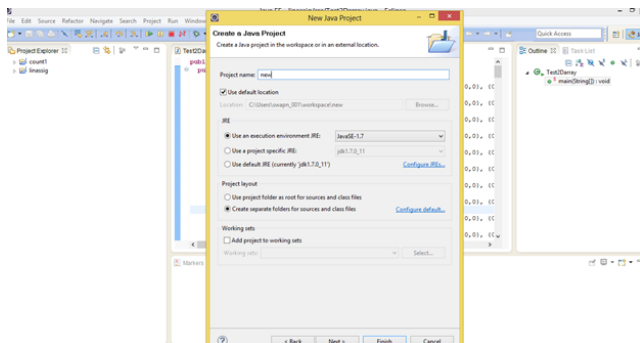 New Java Project
File Edit Source Refactor Navigate Search Project Run Window
Quick Access
Create a Java Project
Create a Java project in the workspace or in an external location.
Project Explorer
count1
lineassig
Project name: new
Use default location
Location: C:\Users\swapn_001\workspace\new Browse...
JRE
Use an execution environment JRE: JavaSE-1.7
Use a project specific JRE: jdk1.7.0_11
Use default JRE (currently 'jdk1.7.0_11') Configure JREs...
Project layout
Use project folder as root for sources and class files
Create separate folders for sources and class files Configure default...
Working sets
Add project to working sets
Working sets: Select...
< Back Next > Finish Cancel
Outline Task List
Test2Darray
main(String[]) : void
Markers